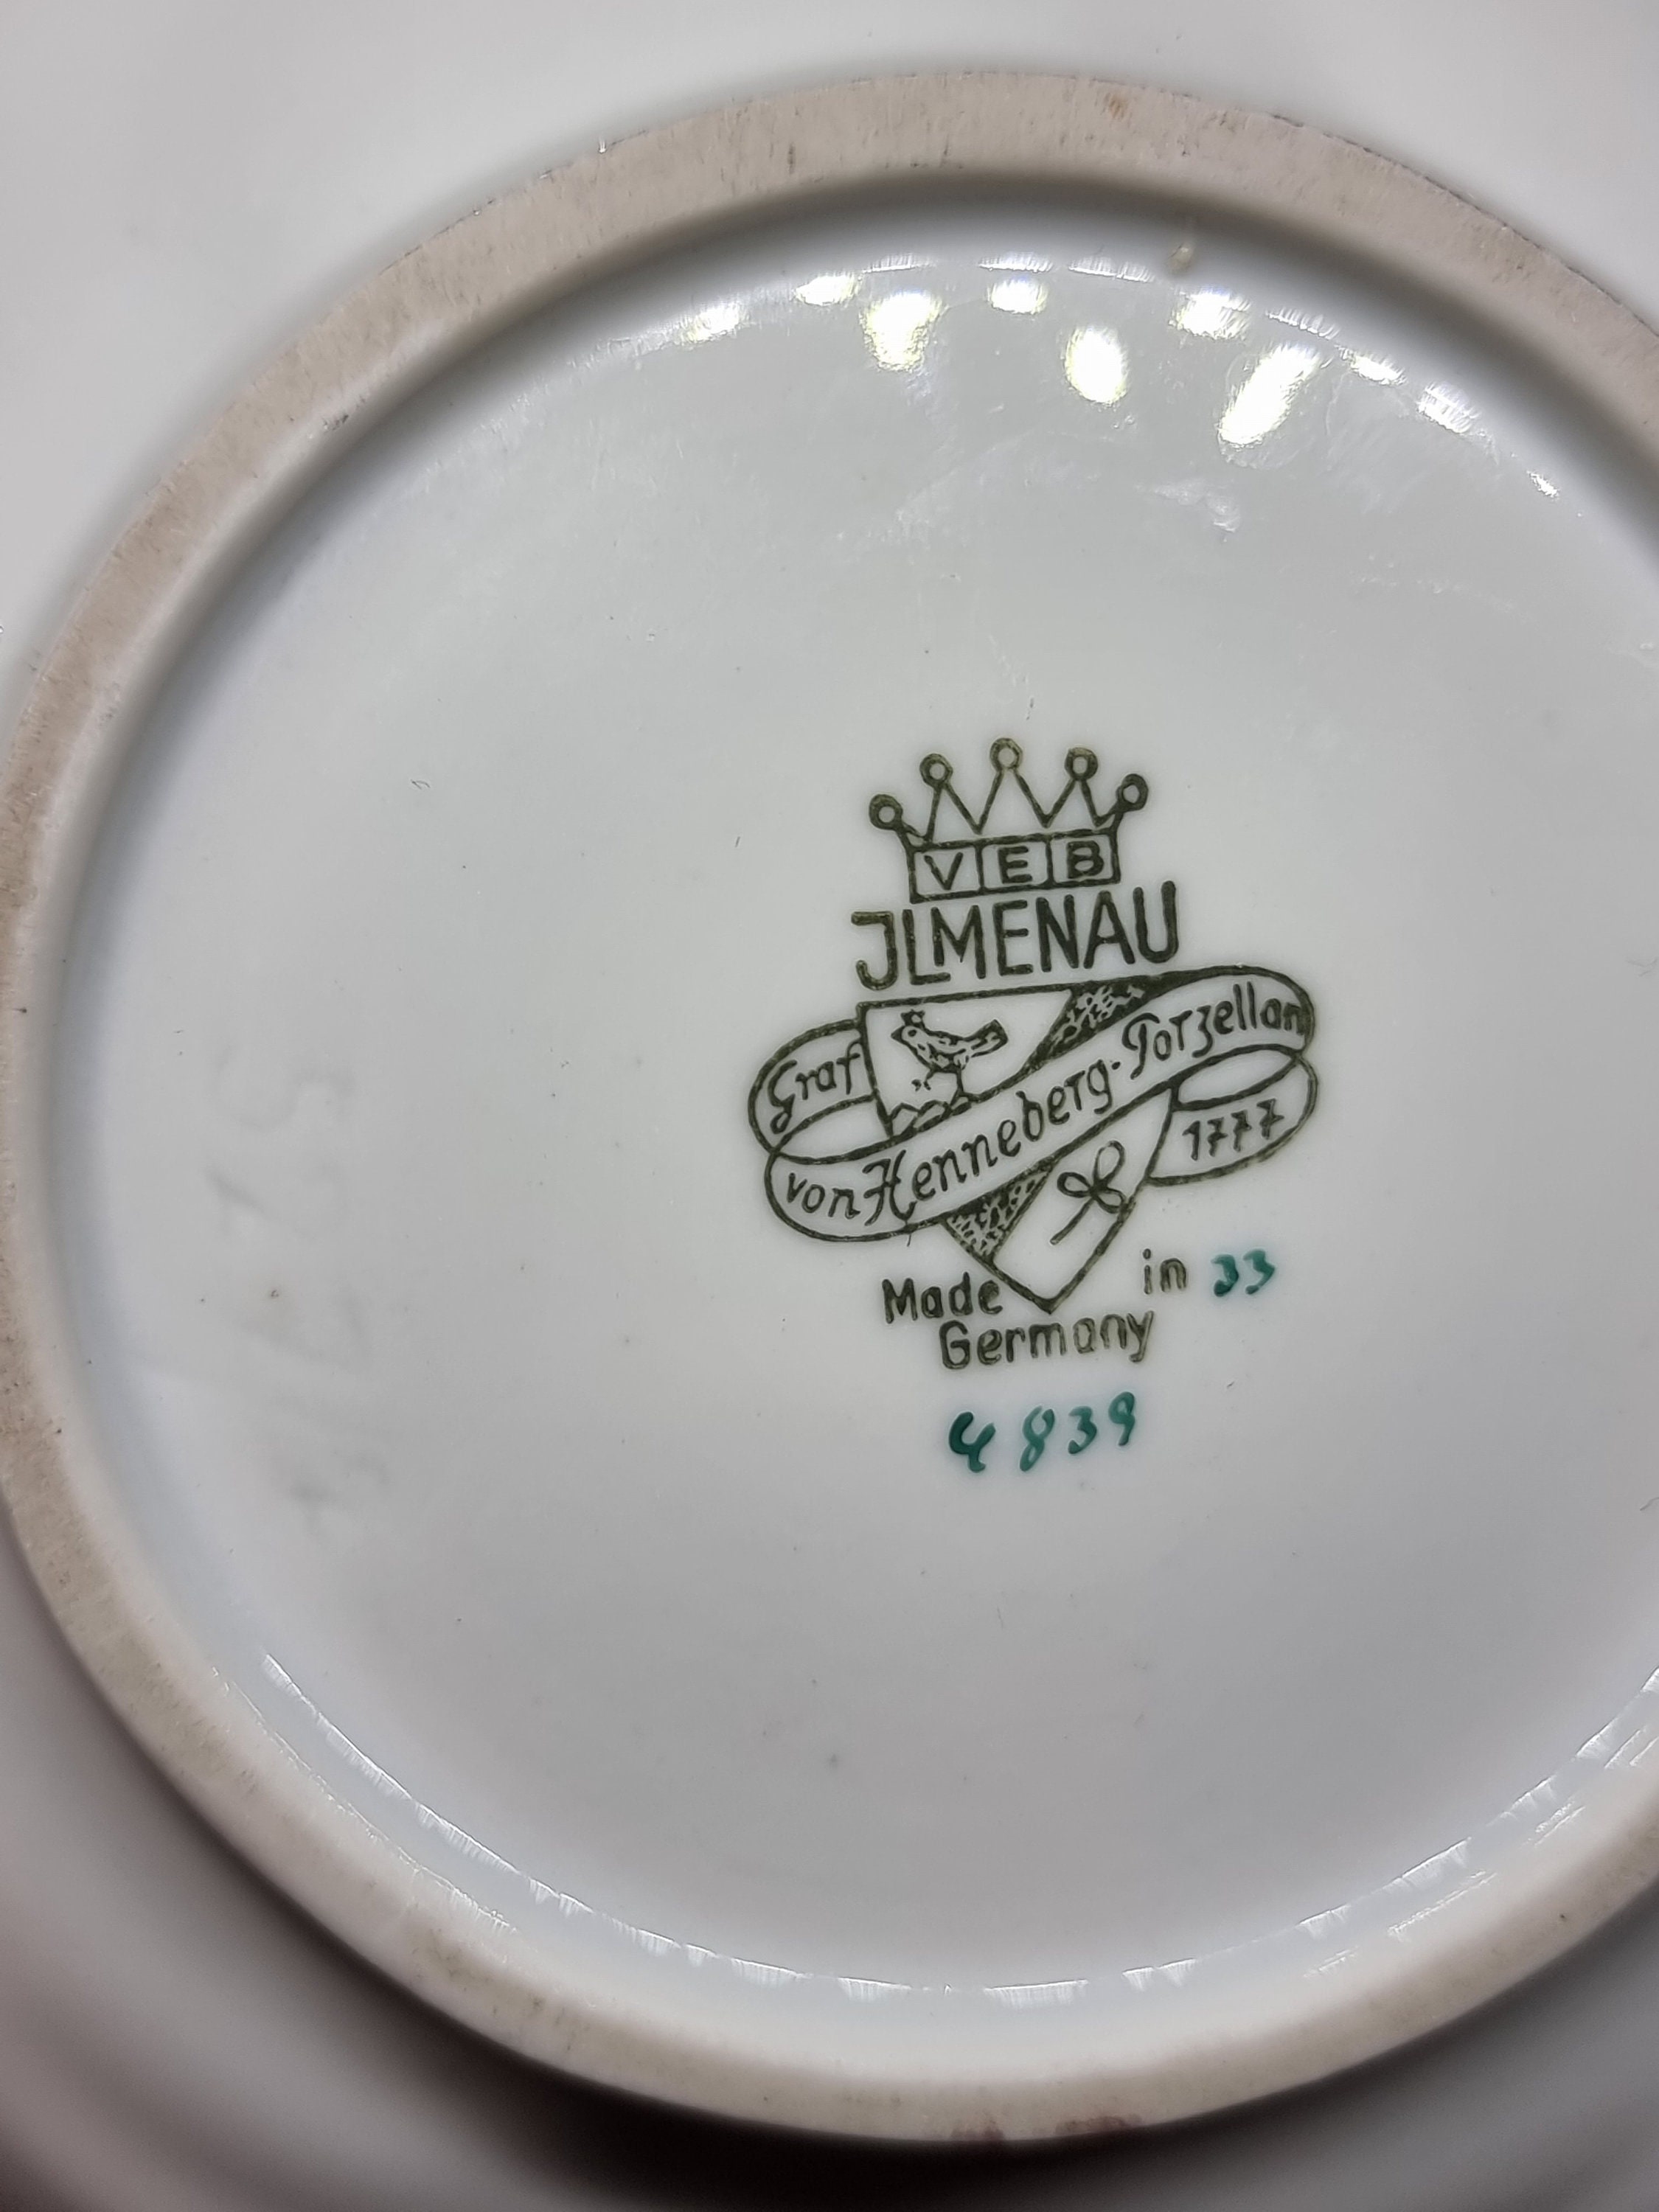 VEB
JLMENAU
Graf
von Henneberg-Porzellan
1777
Made in
Germany
33
4839